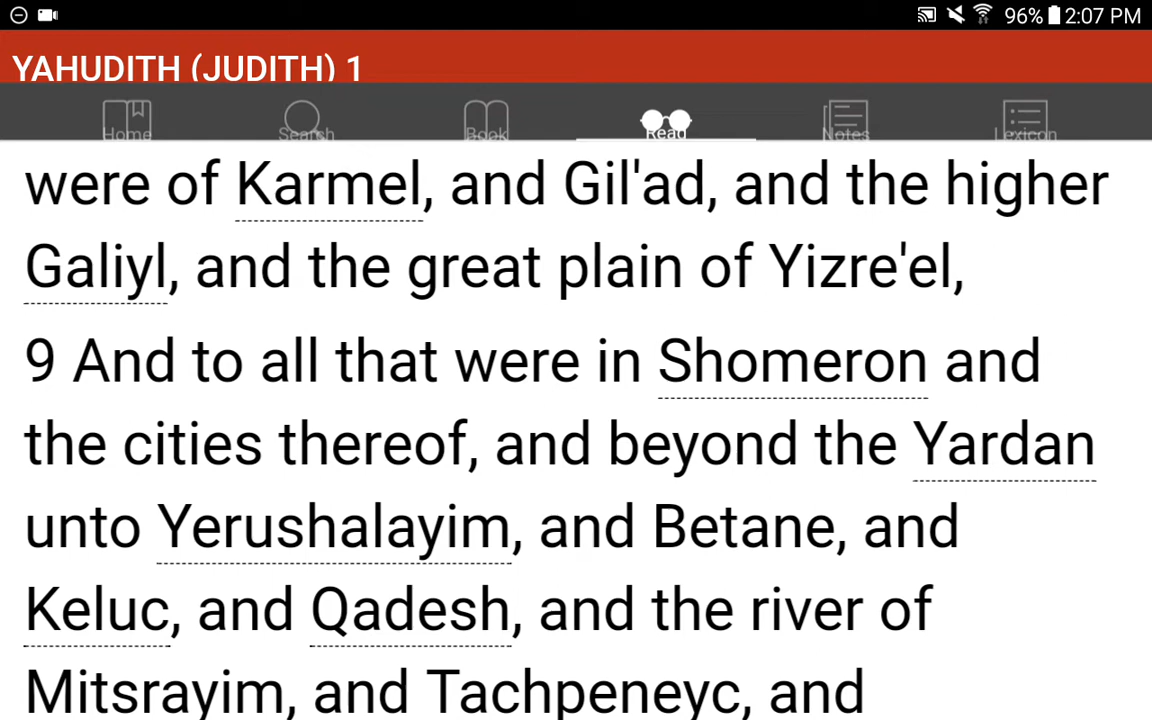 96% 2:07 PM
YAHUDITH (JUDITH) 1
Home Search Book Read Notes Lexicon
were of Karmel, and Gil'ad, and the higher
Galiyl, and the great plain of Yizre'el,
9 And to all that were in Shomeron and
the cities thereof, and beyond the Yardan
unto Yerushalayim, and Betane, and
Keluc, and Qadesh, and the river of
Mitsrayim, and Tachpeneyc, and